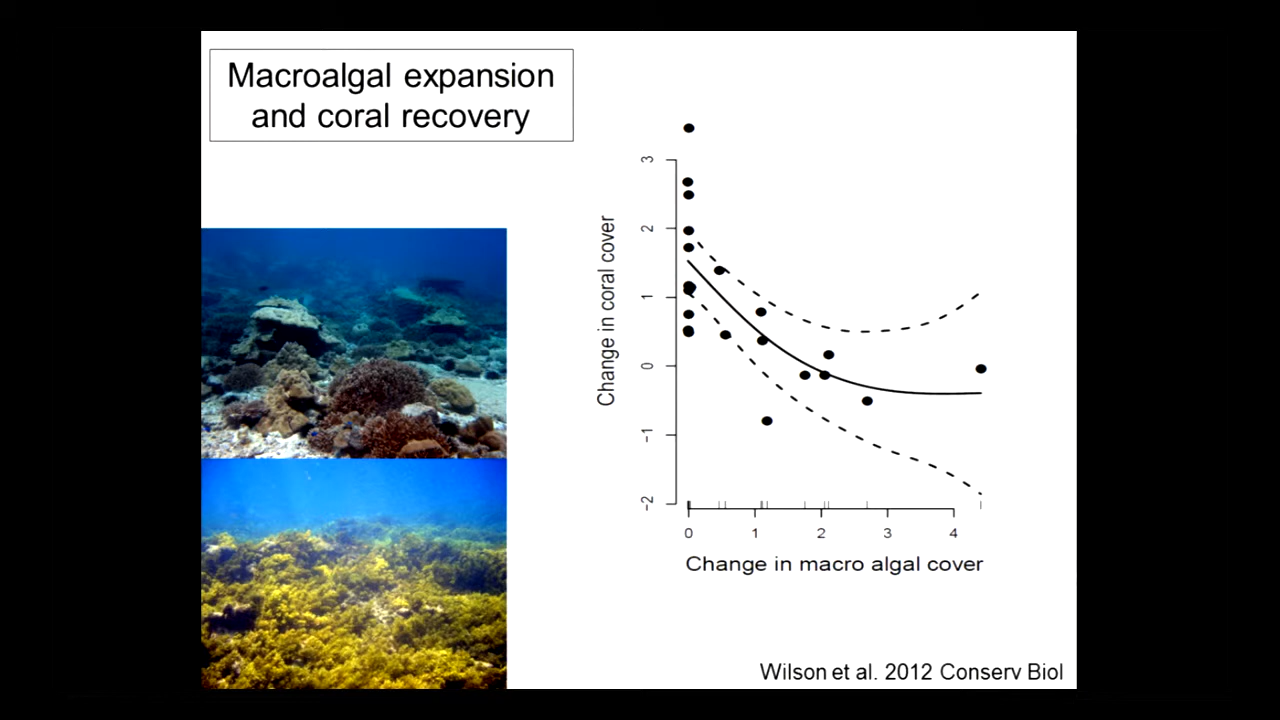 Macroalgal expansion
and coral recovery
Change in coral cover
3
2
1
0
-1
-2
0 1 2 3 4
Change in macro algal cover
Wilson et al. 2012 Conserv Biol